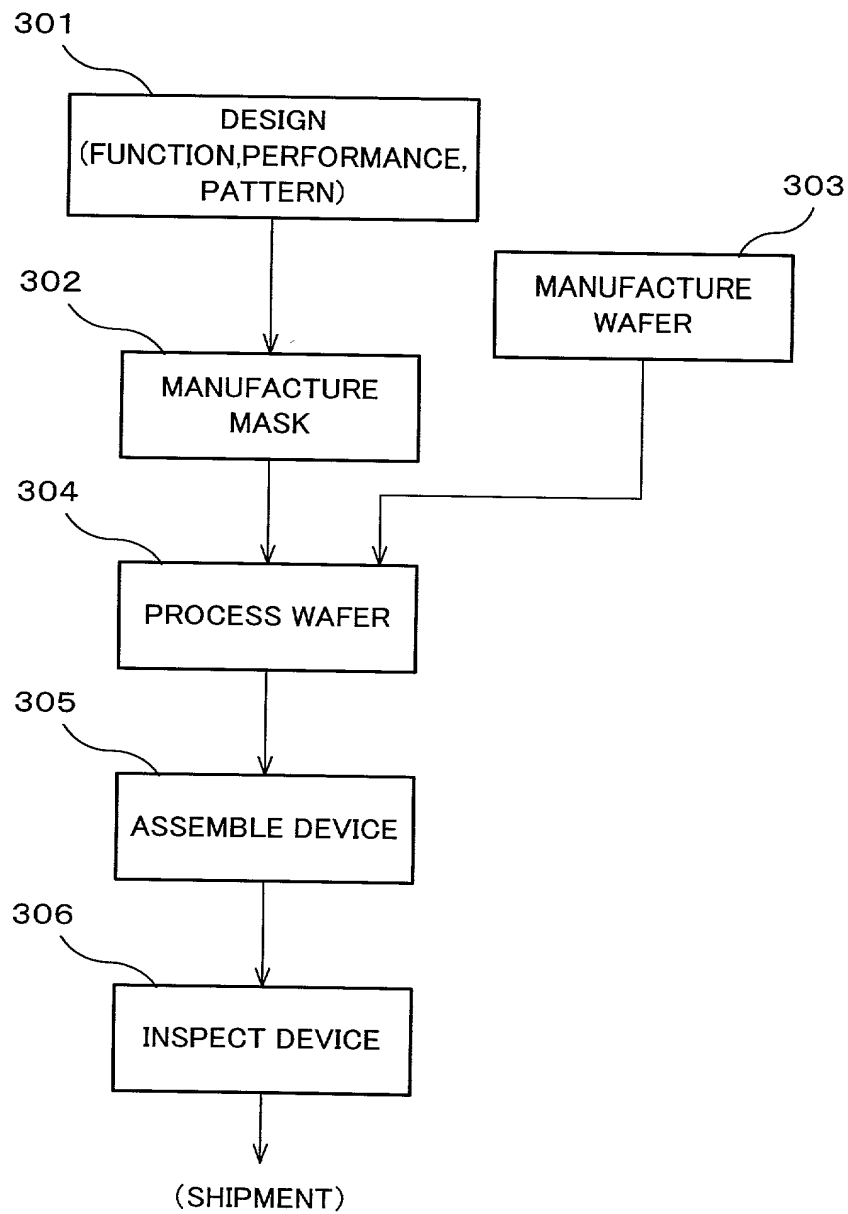 301
DESIGN
(FUNCTION,PERFORMANCE,
PATTERN)
303
MANUFACTURE
WAFER
302
MANUFACTURE
MASK
304
PROCESS WAFER
305
ASSEMBLE DEVICE
306
INSPECT DEVICE
(SHIPMENT)